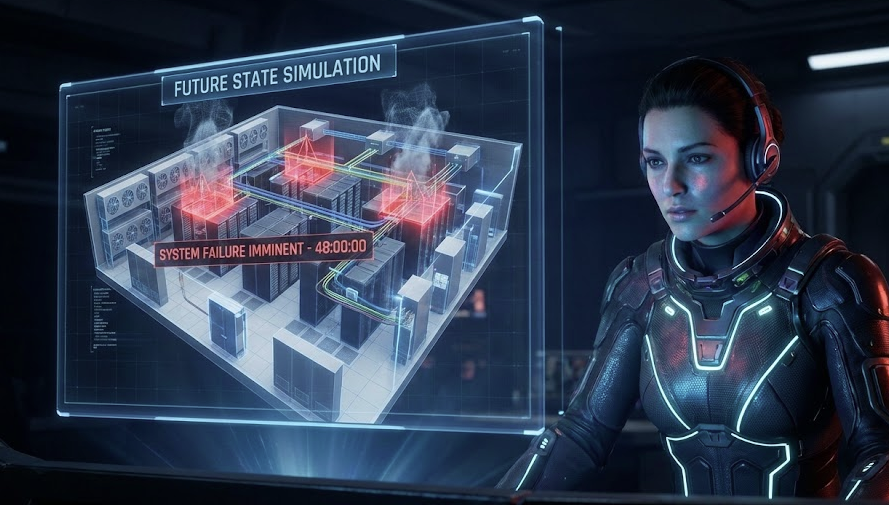 FUTURE STATE SIMULATION
SYSTEM FAILURE IMMINENT - 48:00:00